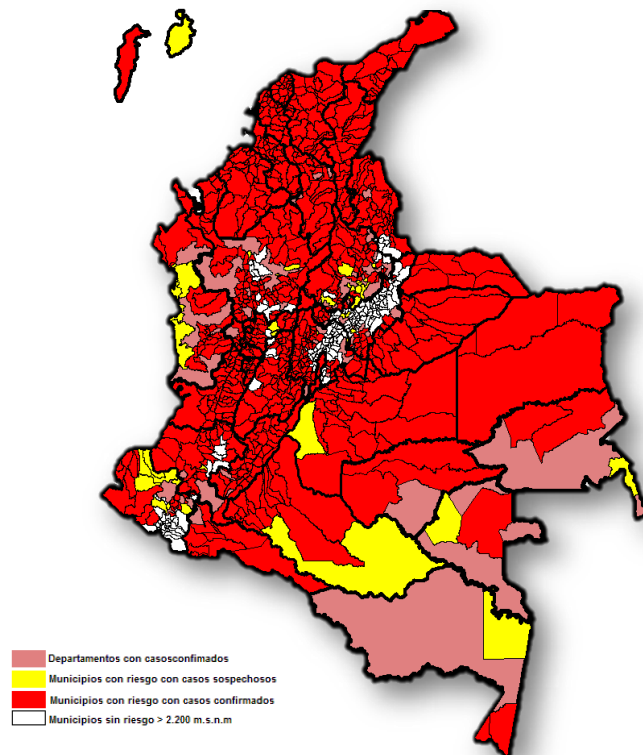 Departamentos con casosconfimados
Municipios con riesgo con casos sospechosos
Municipios con riesgo con casos confirmados
Municipios sin riesgo > 2.200 m.s.n.m